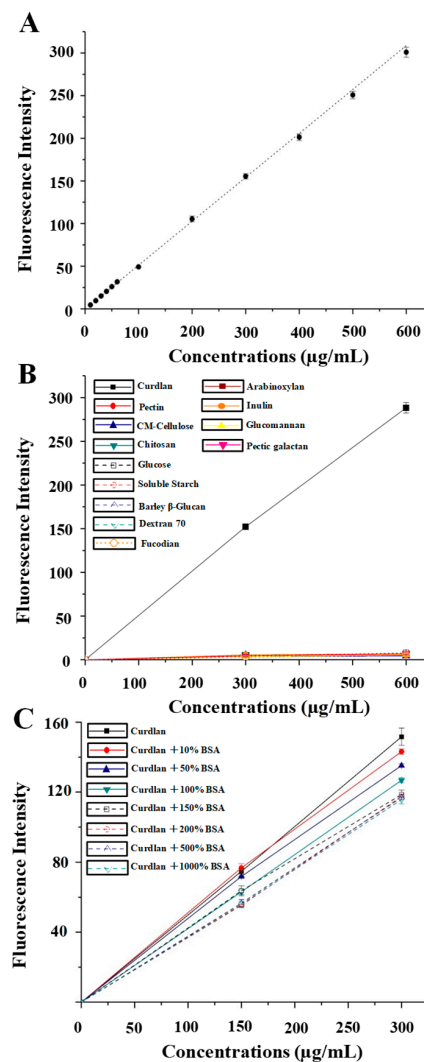 A
300
250
200
150
100
50
0
Fluorescence Intensity
0 100 200 300 400 500 600
Concentrations (µg/mL)
B
300
250
200
150
100
50
0
Fluorescence Intensity
Curdlan
Pectin
CM-Cellulose
Chitosan
Glucose
Soluble Starch
Barley β-Glucan
Dextran 70
Fucodian
Arabinoxylan
Inulin
Glucomannan
Pectic galactan
0 100 200 300 400 500 600
Concentrations (µg/mL)
C
160
120
80
40
Fluorescence Intensity
Curdlan
Curdlan +10% BSA
Curdlan +50% BSA
Curdlan +100% BSA
Curdlan +150% BSA
Curdlan +200% BSA
Curdlan +500% BSA
Curdlan +1000% BSA
0 50 100 150 200 250 300
Concentrations (µg/mL)